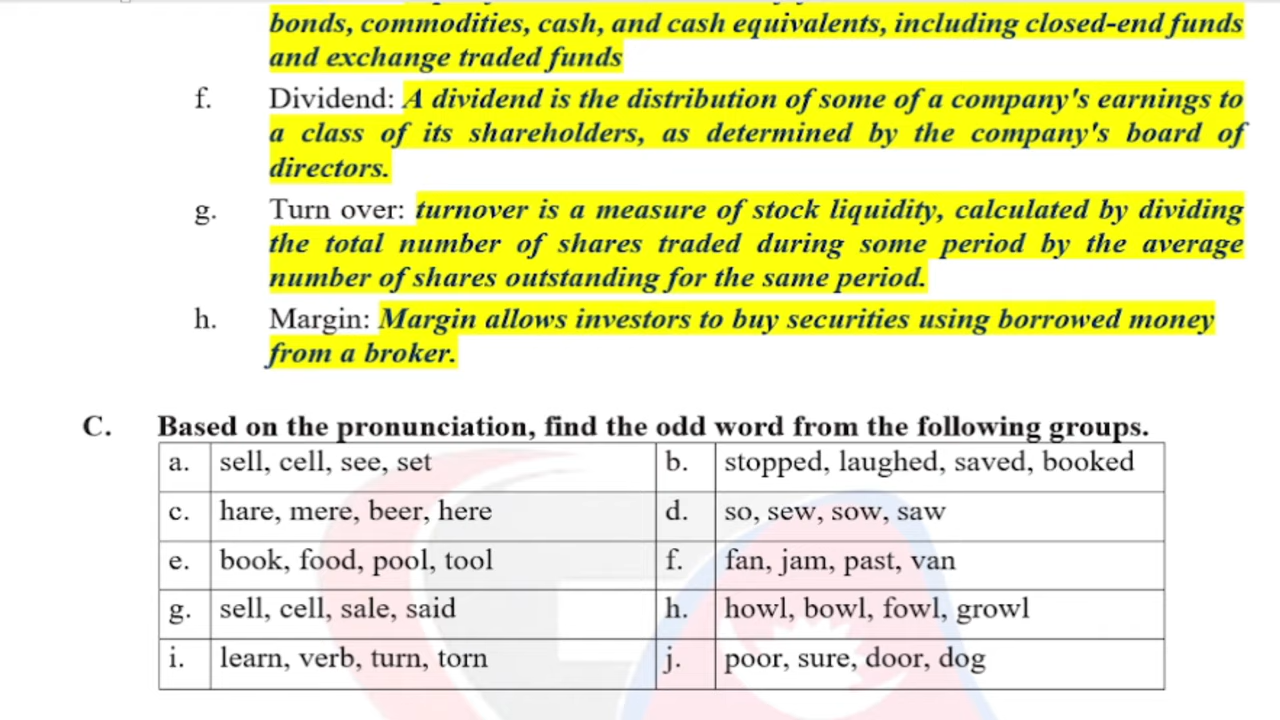 bonds, commodities, cash, and cash equivalents, including closed-end funds
and exchange traded funds
f. Dividend: A dividend is the distribution of some of a company's earnings to
a class of its shareholders, as determined by the company's board of
directors.
g. Turn over: turnover is a measure of stock liquidity, calculated by dividing
the total number of shares traded during some period by the average
number of shares outstanding for the same period.
h. Margin: Margin allows investors to buy securities using borrowed money
from a broker.
C. Based on the pronunciation, find the odd word from the following groups.
a. sell, cell, see, set b. stopped, laughed, saved, booked
c. hare, mere, beer, here d. so, sew, sow, saw
e. book, food, pool, tool f. fan, jam, past, van
g. sell, cell, sale, said h. howl, bowl, fowl, growl
i. learn, verb, turn, torn j. poor, sure, door, dog